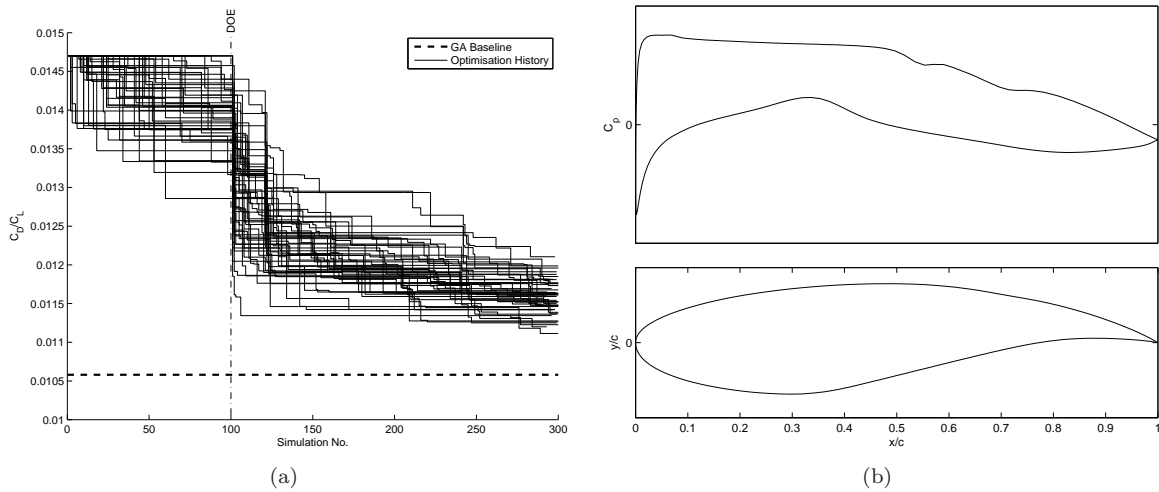 DOE
0.015
0.0145
0.014
0.0135
0.013
0.0125
0.012
0.0115
0.011
0.0105
0.01
C_D/C_L
GA Baseline
Optimisation History
0 50 100 150 200 250 300
Simulation No.
(a)
C_p
0
y/c
0
0 0.1 0.2 0.3 0.4 0.5 0.6 0.7 0.8 0.9 1
x/c
(b)